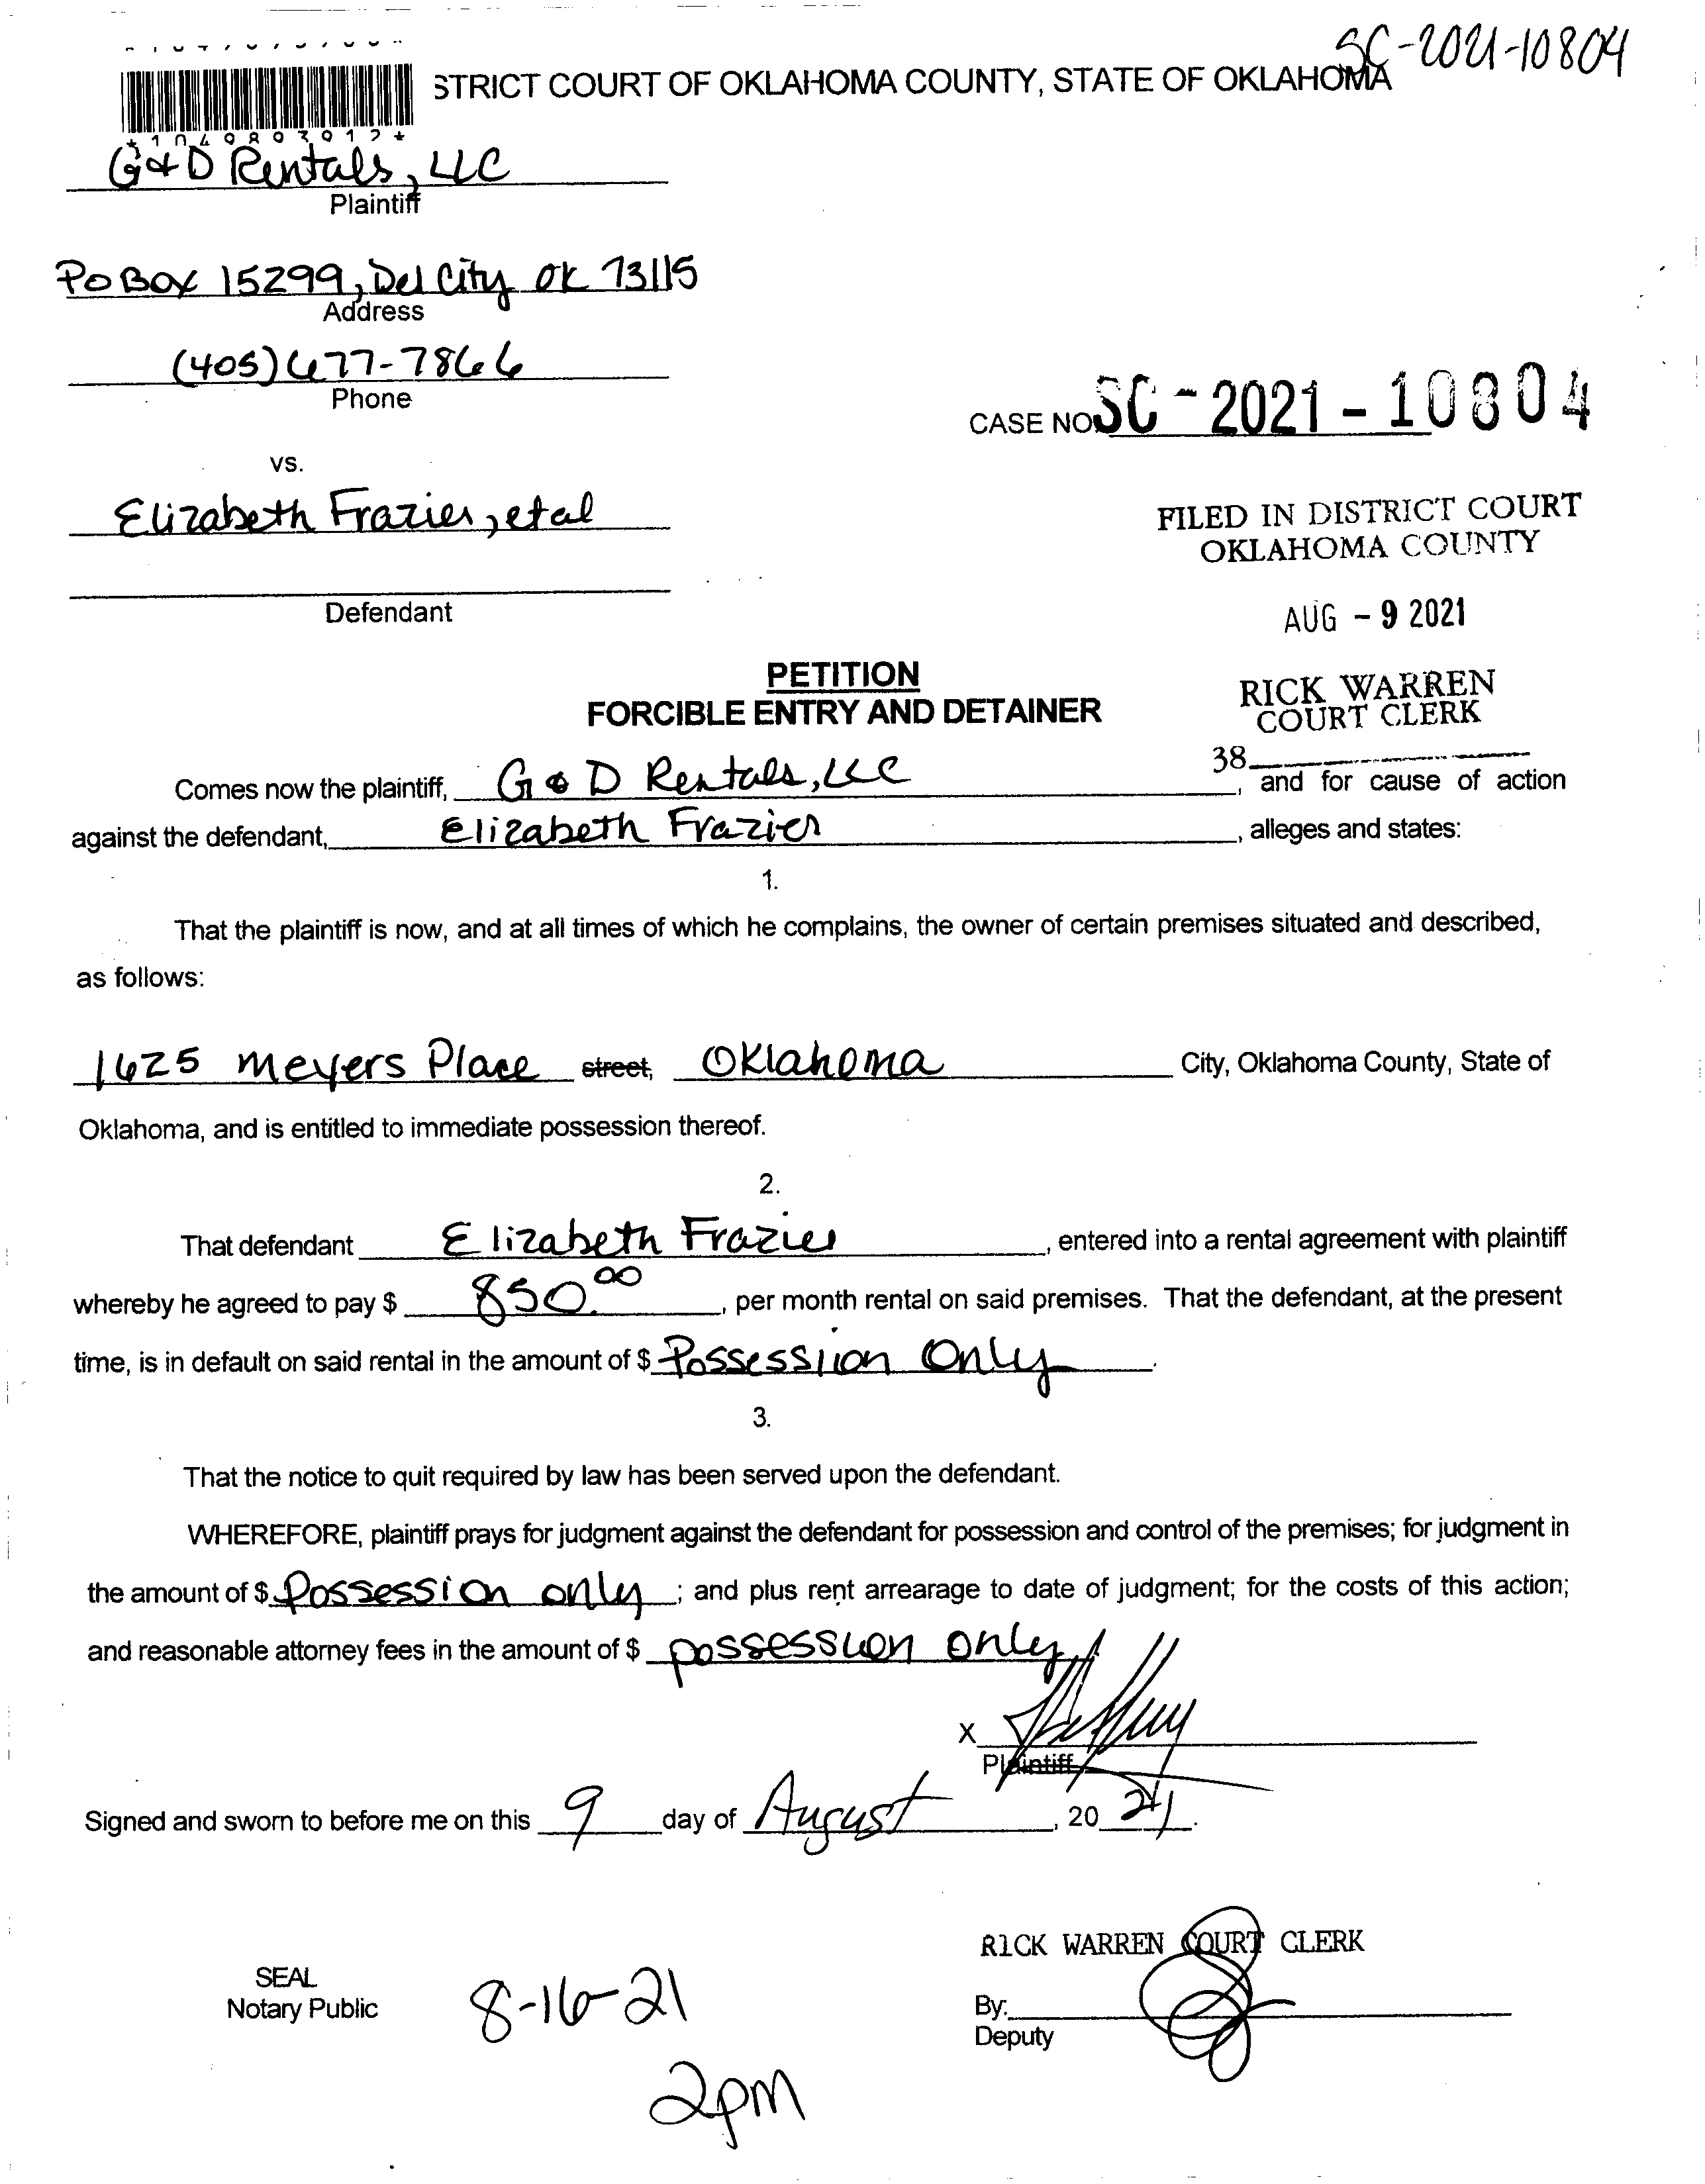 SC-2021-10804
STRICT COURT OF OKLAHOMA COUNTY, STATE OF OKLAHOMA
G&D Rentals, LLC
Plaintiff
PO Box 15299, Del City OK 73115
Address
(405) 677-7866
Phone
CASE NO SC-2021-10804
vs.
Elizabeth Frazier, etal
FILED IN DISTRICT COURT
OKLAHOMA COUNTY
Defendant
AUG - 9 2021
PETITION
FORCIBLE ENTRY AND DETAINER
RICK WARREN
COURT CLERK
38
Comes now the plaintiff, G & D Rentals, LLC, and for cause of action
against the defendant, Elizabeth Frazier, alleges and states:
1.
That the plaintiff is now, and at all times of which he complains, the owner of certain premises situated and described,
as follows:
1625 Meyers Place street, Oklahoma City, Oklahoma County, State of
Oklahoma, and is entitled to immediate possession thereof.
2.
That defendant Elizabeth Frazier, entered into a rental agreement with plaintiff
whereby he agreed to pay $ 850.00, per month rental on said premises. That the defendant, at the present
time, is in default on said rental in the amount of $ Possession Only.
3.
That the notice to quit required by law has been served upon the defendant.
WHEREFORE, plaintiff prays for judgment against the defendant for possession and control of the premises; for judgment in
the amount of $ Possession only; and plus rent arrearage to date of judgment; for the costs of this action;
and reasonable attorney fees in the amount of $ possession only
X
Plaintiff
Signed and sworn to before me on this 9 day of August, 20 21.
RICK WARREN COURT CLERK
SEAL
Notary Public
8-16-21
By:
Deputy
2pm